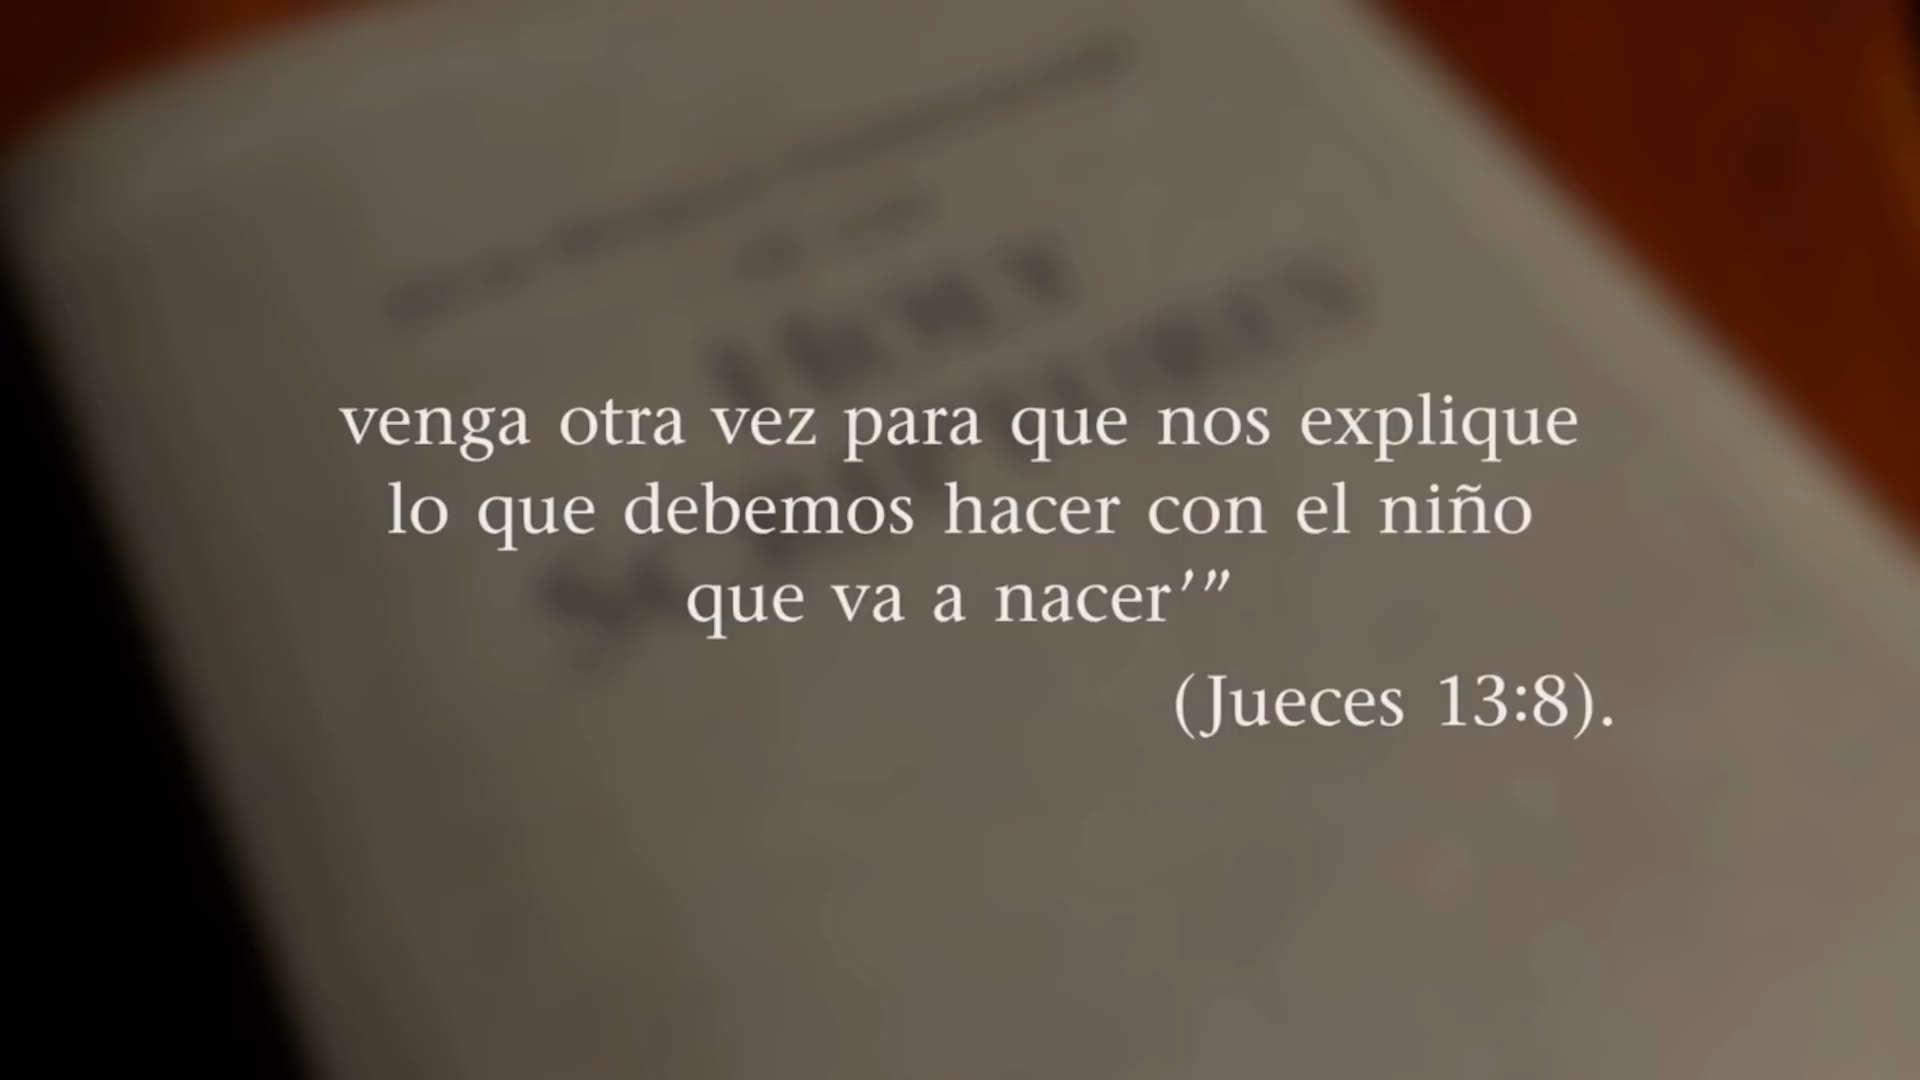 venga otra vez para que nos explique
lo que debemos hacer con el niño
que va a nacer’”
(Jueces 13:8).